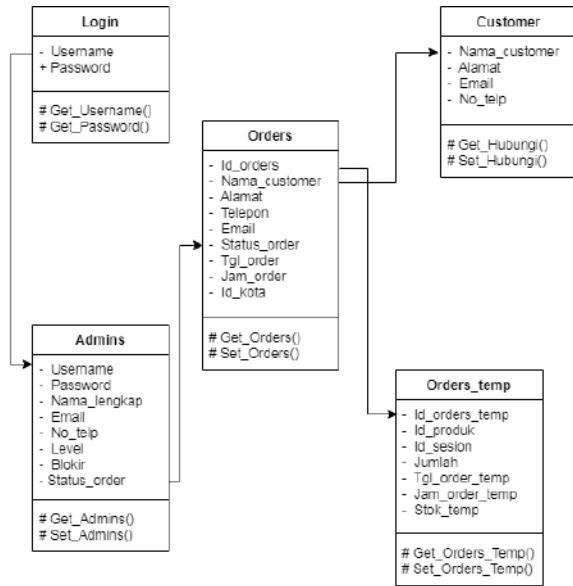 Login
- Username
+ Password
# Get_Username()
# Get_Password()
Customer
- Nama_customer
- Alamat
- Email
- No_telp
# Get_Hubungi()
# Set_Hubungi()
Orders
- Id_orders
- Nama_customer
- Alamat
- Telepon
- Email
- Status_order
- Tgl_order
- Jam_order
- Id_kota
# Get_Orders()
# Set_Orders()
Admins
- Username
- Password
- Nama_lengkap
- Email
- No_telp
- Level
- Blokir
- Status_order
# Get_Admins()
# Set_Admins()
Orders_temp
- Id_orders_temp
- Id_produk
- Id_sesion
- Jumlah
- Tgl_order_temp
- Jam_order_temp
- Stok_temp
# Get_Orders_Temp()
# Set_Orders_Temp()